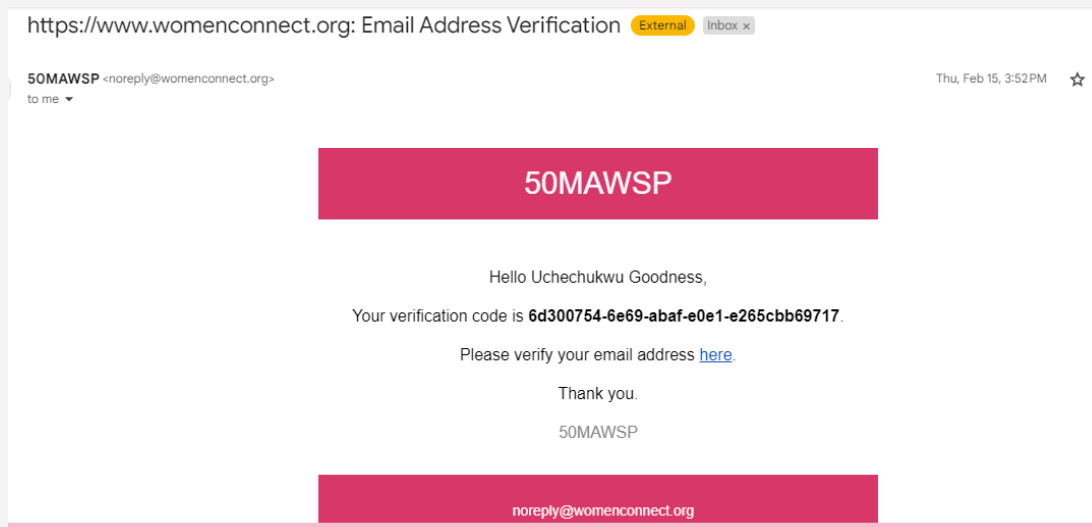 https://www.womenconnect.org: Email Address Verification External Inbox ×
50MAWSP <noreply@womenconnect.org> Thu, Feb 15, 3:52 PM
to me
50MAWSP
Hello Uchechukwu Goodness,
Your verification code is 6d300754-6e69-abaf-e0e1-e265cbb69717.
Please verify your email address here.
Thank you.
50MAWSP
noreply@womenconnect.org